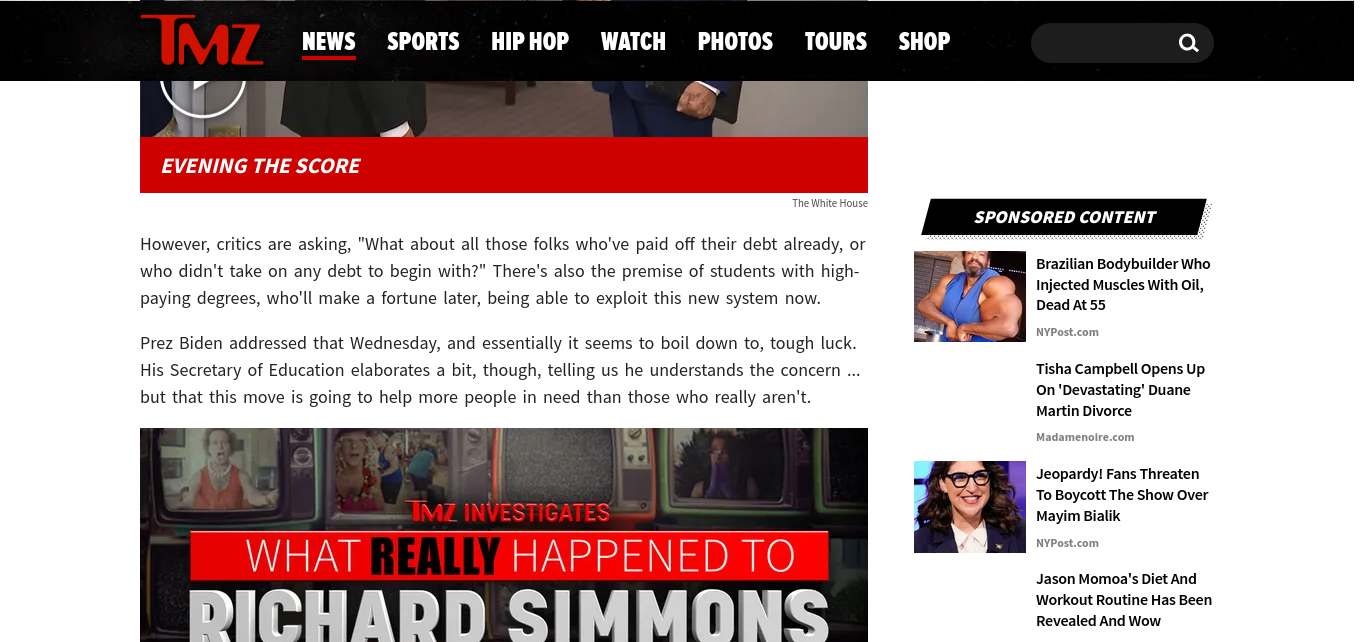 TMZ
NEWS
SPORTS
HIP HOP
WATCH
PHOTOS
TOURS
SHOP
EVENING THE SCORE
The White House
However, critics are asking, "What about all those folks who've paid off their debt already, or
who didn't take on any debt to begin with?" There's also the premise of students with high-
paying degrees, who'll make a fortune later, being able to exploit this new system now.
Prez Biden addressed that Wednesday, and essentially it seems to boil down to, tough luck.
His Secretary of Education elaborates a bit, though, telling us he understands the concern ...
but that this move is going to help more people in need than those who really aren't.
TMZ INVESTIGATES
WHAT REALLY HAPPENED TO
RICHARD SIMMONS
SPONSORED CONTENT
Brazilian Bodybuilder Who
Injected Muscles With Oil,
Dead At 55
NYPost.com
Tisha Campbell Opens Up
On 'Devastating' Duane
Martin Divorce
Madamenoire.com
Jeopardy! Fans Threaten
To Boycott The Show Over
Mayim Bialik
NYPost.com
Jason Momoa's Diet And
Workout Routine Has Been
Revealed And Wow